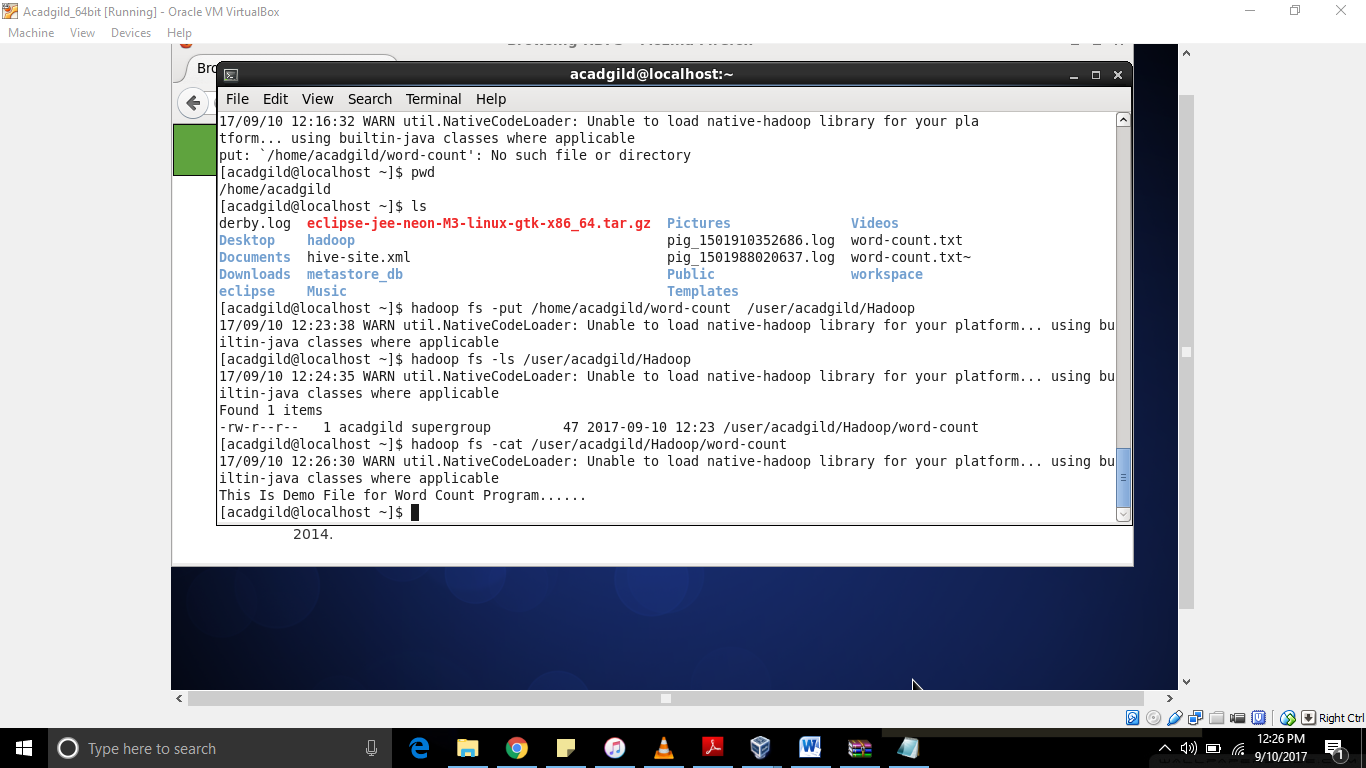 Acadgild_64bit [Running] - Oracle VM VirtualBox
Machine View Devices Help
Bro
acadgild@localhost:~
File Edit View Search Terminal Help
17/09/10 12:16:32 WARN util.NativeCodeLoader: Unable to load native-hadoop library for your pla
tform... using builtin-java classes where applicable
put: `/home/acadgild/word-count': No such file or directory
[acadgild@localhost ~]$ pwd
/home/acadgild
[acadgild@localhost ~]$ ls
derby.log eclipse-jee-neon-M3-linux-gtk-x86_64.tar.gz Pictures Videos
Desktop hadoop pig_1501910352686.log word-count.txt
Documents hive-site.xml pig_1501988020637.log word-count.txt~
Downloads metastore_db Public workspace
eclipse Music Templates
[acadgild@localhost ~]$ hadoop fs -put /home/acadgild/word-count  /user/acadgild/Hadoop
17/09/10 12:23:38 WARN util.NativeCodeLoader: Unable to load native-hadoop library for your platform... using bu
iltin-java classes where applicable
[acadgild@localhost ~]$ hadoop fs -ls /user/acadgild/Hadoop
17/09/10 12:24:35 WARN util.NativeCodeLoader: Unable to load native-hadoop library for your platform... using bu
iltin-java classes where applicable
Found 1 items
-rw-r--r--   1 acadgild supergroup         47 2017-09-10 12:23 /user/acadgild/Hadoop/word-count
[acadgild@localhost ~]$ hadoop fs -cat /user/acadgild/Hadoop/word-count
17/09/10 12:26:30 WARN util.NativeCodeLoader: Unable to load native-hadoop library for your platform... using bu
iltin-java classes where applicable
This Is Demo File for Word Count Program......
[acadgild@localhost ~]$
2014.
Right Ctrl
Type here to search
12:26 PM
9/10/2017
1